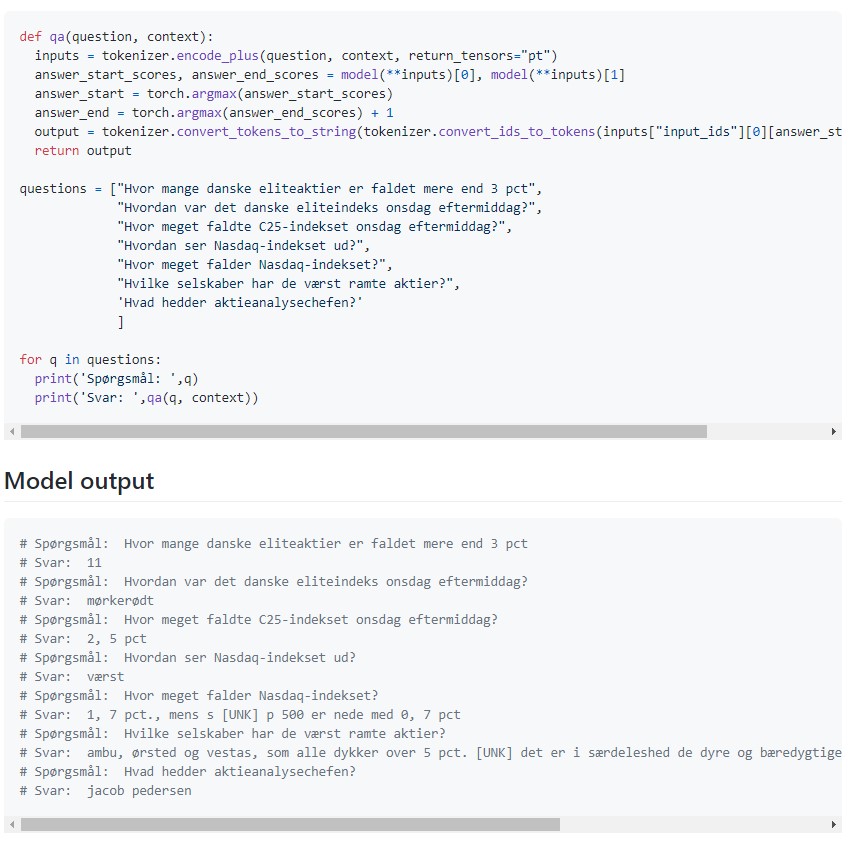 def qa(question, context):
  inputs = tokenizer.encode_plus(question, context, return_tensors="pt")
  answer_start_scores, answer_end_scores = model(**inputs)[0], model(**inputs)[1]
  answer_start = torch.argmax(answer_start_scores)
  answer_end = torch.argmax(answer_end_scores) + 1
  output = tokenizer.convert_tokens_to_string(tokenizer.convert_ids_to_tokens(inputs["input_ids"][0][answer_st
  return output
questions = ["Hvor mange danske eliteaktier er faldet mere end 3 pct",
             "Hvordan var det danske eliteindeks onsdag eftermiddag?",
             "Hvor meget faldte C25-indekset onsdag eftermiddag?",
             "Hvordan ser Nasdaq-indekset ud?",
             "Hvor meget falder Nasdaq-indekset?",
             "Hvilke selskaber har de værst ramte aktier?",
             'Hvad hedder aktieanalysechefen?'
             ]
for q in questions:
  print('Spørgsmål: ',q)
  print('Svar: ',qa(q, context))
Model output
# Spørgsmål:  Hvor mange danske eliteaktier er faldet mere end 3 pct
# Svar:  11
# Spørgsmål:  Hvordan var det danske eliteindeks onsdag eftermiddag?
# Svar:  mørkerødt
# Spørgsmål:  Hvor meget faldte C25-indekset onsdag eftermiddag?
# Svar:  2, 5 pct
# Spørgsmål:  Hvordan ser Nasdaq-indekset ud?
# Svar:  værst
# Spørgsmål:  Hvor meget falder Nasdaq-indekset?
# Svar:  1, 7 pct., mens s [UNK] p 500 er nede med 0, 7 pct
# Spørgsmål:  Hvilke selskaber har de værst ramte aktier?
# Svar:  ambu, ørsted og vestas, som alle dykker over 5 pct. [UNK] det er i særdeleshed de dyre og bæredygtige
# Spørgsmål:  Hvad hedder aktieanalysechefen?
# Svar:  jacob pedersen